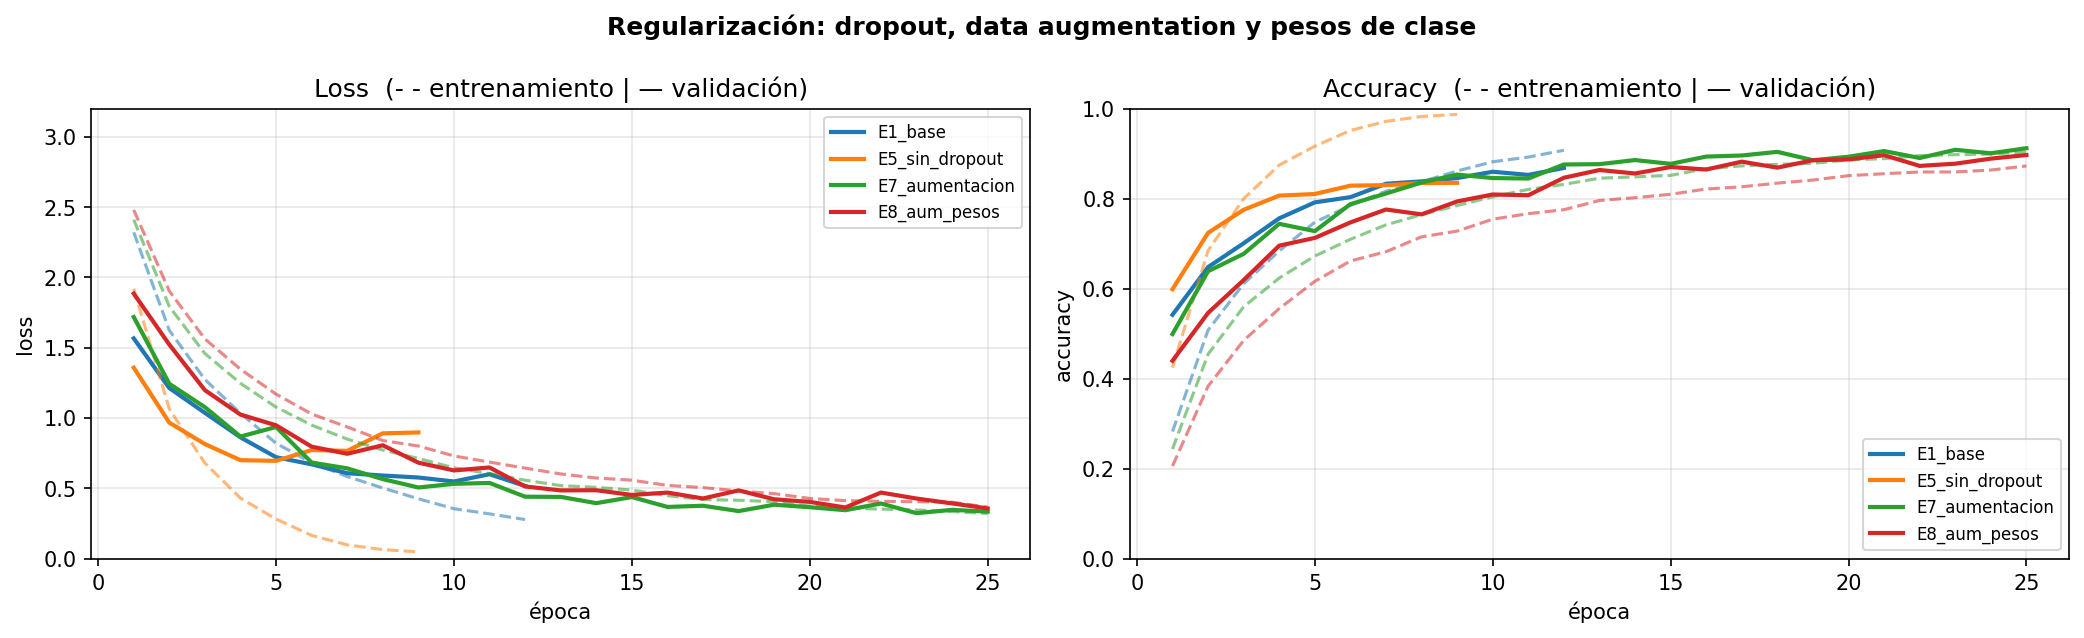 Regularización: dropout, data augmentation y pesos de clase
Loss  (- - entrenamiento | — validación)
3.0
2.5
2.0
1.5
1.0
0.5
0.0
loss
0
5
10
15
20
25
época
E1_base
E5_sin_dropout
E7_aumentacion
E8_aum_pesos
Accuracy  (- - entrenamiento | — validación)
1.0
0.8
0.6
0.4
0.2
0.0
accuracy
0
5
10
15
20
25
época
E1_base
E5_sin_dropout
E7_aumentacion
E8_aum_pesos